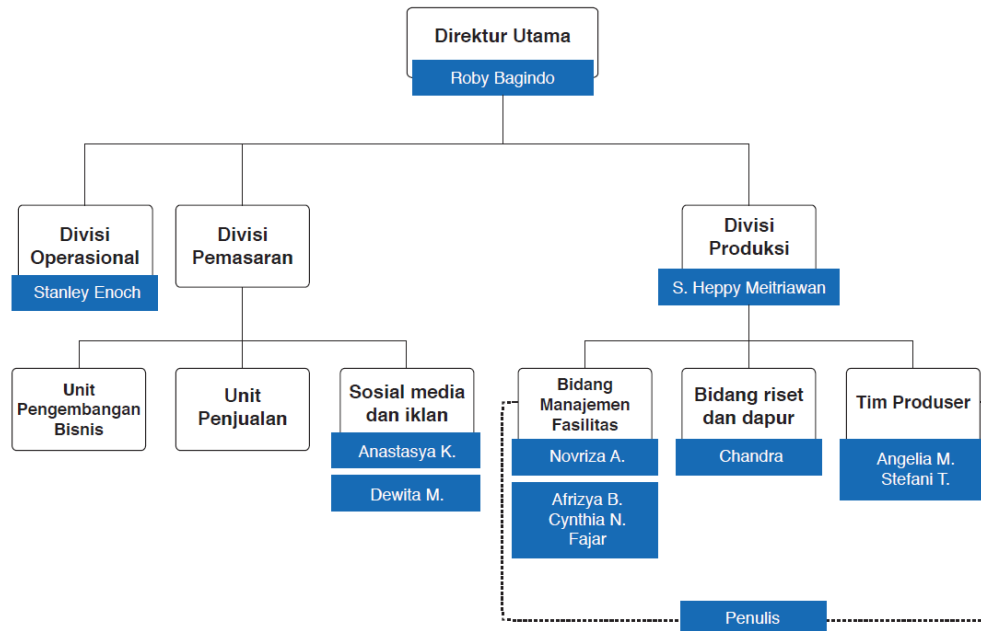 Direktur Utama
Roby Bagindo
Divisi
Operasional
Stanley Enoch
Divisi
Pemasaran
Divisi
Produksi
S. Heppy Meitriawan
Unit
Pengembangan
Bisnis
Unit
Penjualan
Sosial media
dan iklan
Anastasya K.
Dewita M.
Bidang
Manajemen
Fasilitas
Novriza A.
Afrizya B.
Cynthia N.
Fajar
Bidang riset
dan dapur
Chandra
Tim Produser
Angelia M.
Stefani T.
Penulis